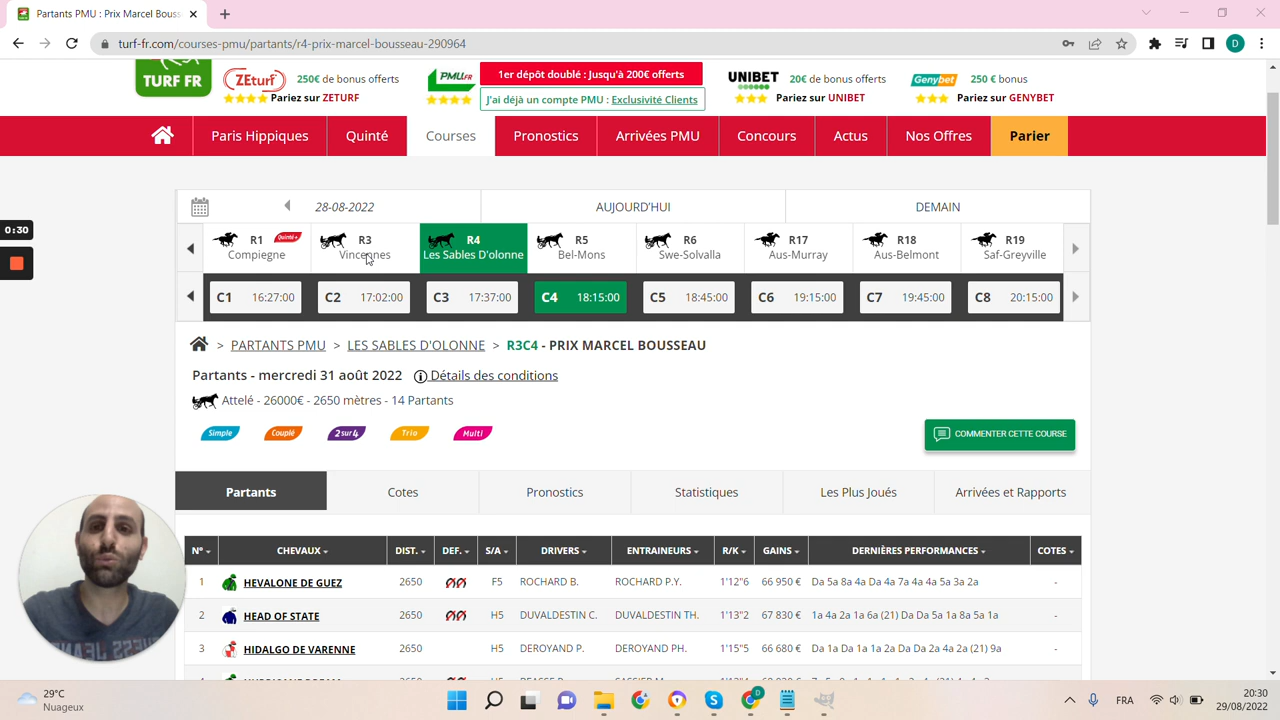 Partants PMU : Prix Marcel Bouss
turf-fr.com/courses-pmu/partants/r4-prix-marcel-bousseau-290964
D
TURF FR
ZEturf
250€ de bonus offerts
Pariez sur ZETURF
PMU.FR
1er dépôt doublé : Jusqu'à 200€ offerts
J'ai déjà un compte PMU : Exclusivité Clients
UNIBET
20€ de bonus offerts
Pariez sur UNIBET
Genybet
250 € bonus
Pariez sur GENYBET
Paris Hippiques Quinté Courses Pronostics Arrivées PMU Concours Actus Nos Offres Parier
28-08-2022 AUJOURD'HUI DEMAIN
0:30
R1 Quinté+ R3 R4 R5 R6 R17 R18 R19
Compiegne Vincennes Les Sables D'olonne Bel-Mons Swe-Solvalla Aus-Murray Aus-Belmont Saf-Greyville
C1 16:27:00 C2 17:02:00 C3 17:37:00 C4 18:15:00 C5 18:45:00 C6 19:15:00 C7 19:45:00 C8 20:15:00
> PARTANTS PMU > LES SABLES D'OLONNE > R3C4 - PRIX MARCEL BOUSSEAU
Partants - mercredi 31 août 2022 Détails des conditions
Attelé - 26000€ - 2650 mètres - 14 Partants
Simple Couplé 2 sur 4 Trio Multi
COMMENTER CETTE COURSE
Partants Cotes Pronostics Statistiques Les Plus Joués Arrivées et Rapports
N° CHEVAUX DIST. DEF. S/A DRIVERS ENTRAINEURS R/K GAINS DERNIÈRES PERFORMANCES COTES
1 HEVALONE DE GUEZ 2650 F5 ROCHARD B. ROCHARD P.Y. 1'12"6 66 950 € Da 5a 8a 4a Da 4a 7a 4a 4a 5a 3a 2a -
2 HEAD OF STATE 2650 H5 DUVALDESTIN C. DUVALDESTIN TH. 1'13"2 67 830 € 1a 4a 2a 1a 6a (21) Da Da 5a 1a 8a 5a 1a -
3 HIDALGO DE VARENNE 2650 H5 DEROYAND P. DEROYAND PH. 1'15"5 66 680 € Da 1a Da 1a 1a 2a Da Da 2a 4a 2a (21) 9a -
29°C
Nuageux
D
FRA
20:30
29/08/2022